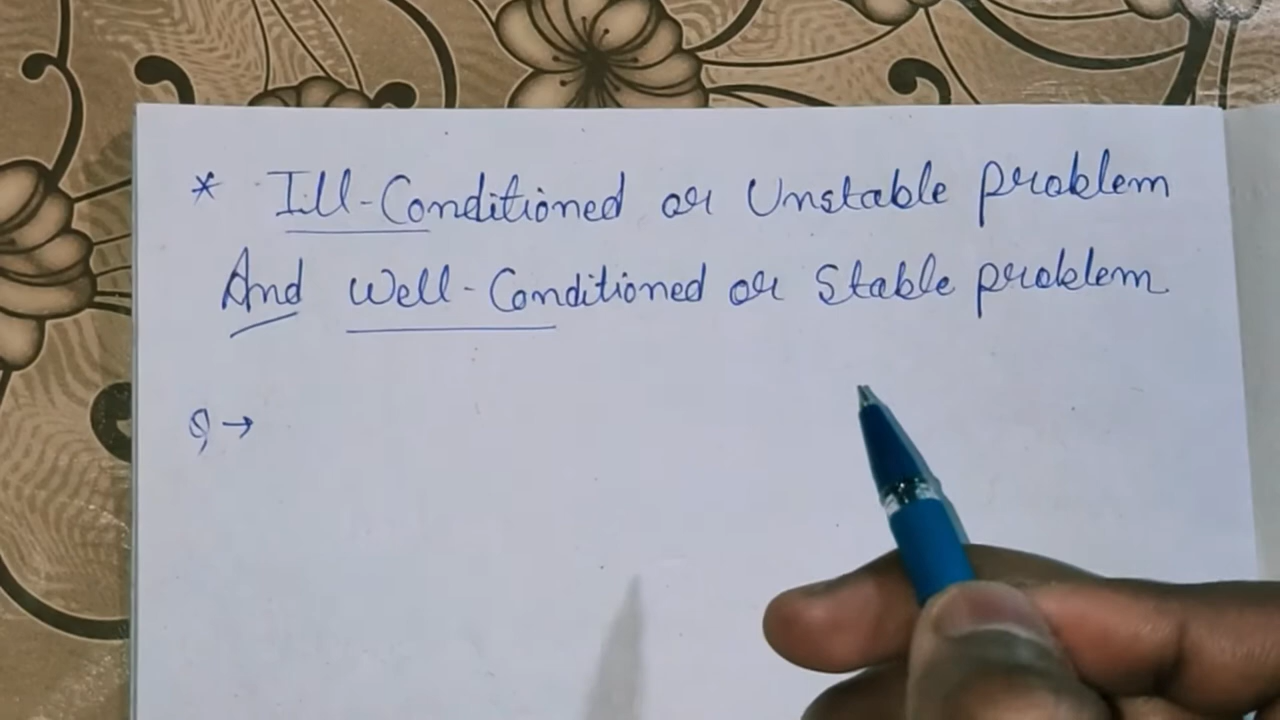 * Ill-Conditioned or Unstable problem
And Well-Conditioned or Stable problem
Q →